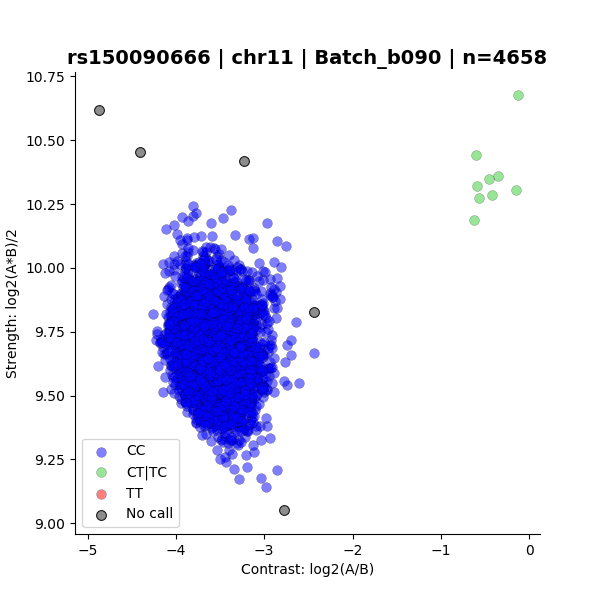 rs150090666 | chr11 | Batch_b090 | n=4658
10.75
10.50
10.25
10.00
9.75
9.50
9.25
9.00
Strength: log2(A*B)/2
CC
CT|TC
TT
No call
−5
−4
−3
−2
−1
0
Contrast: log2(A/B)